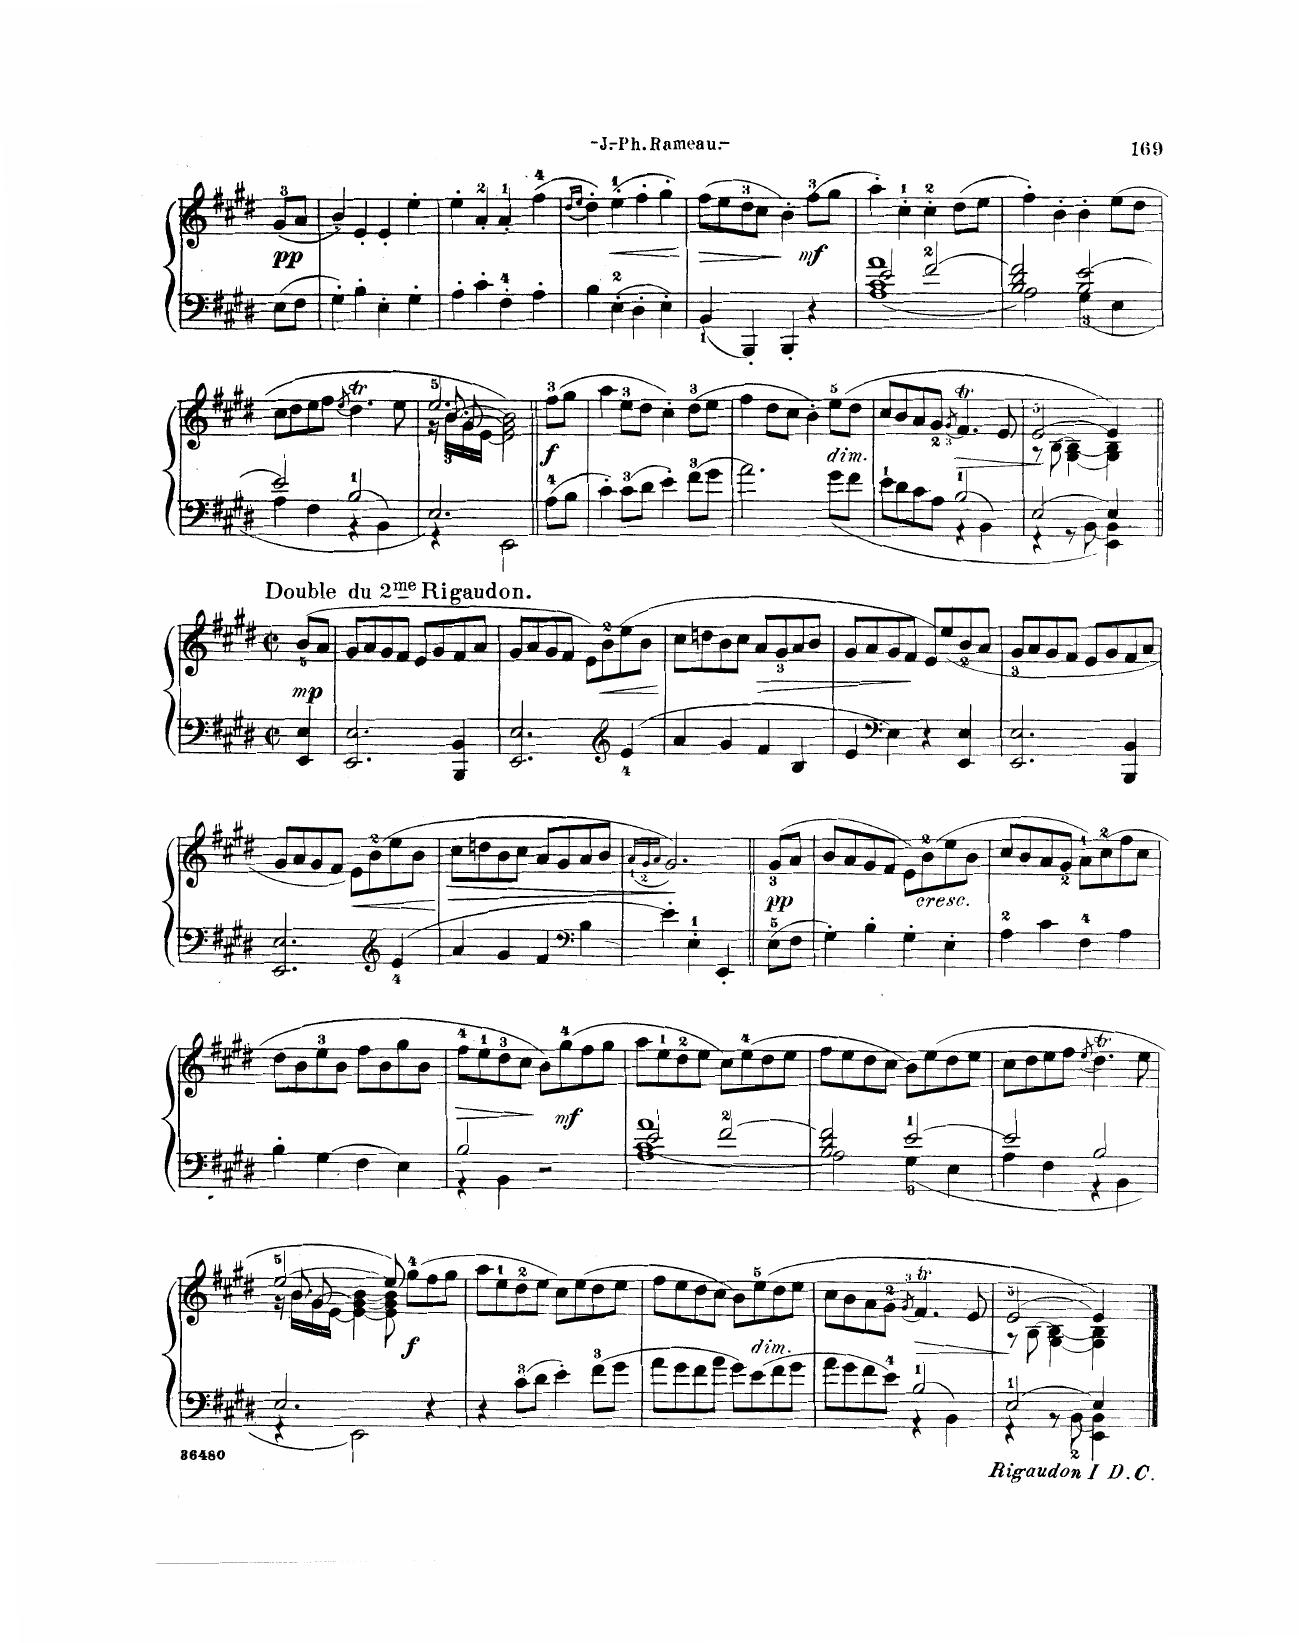 -J.-Ph. Rameau.-
169
pp
mf
f
dim.
Double du 2me Rigaudon.
mp
pp
cresc.
mf
f
dim.
36480
Rigaudon I D.C.